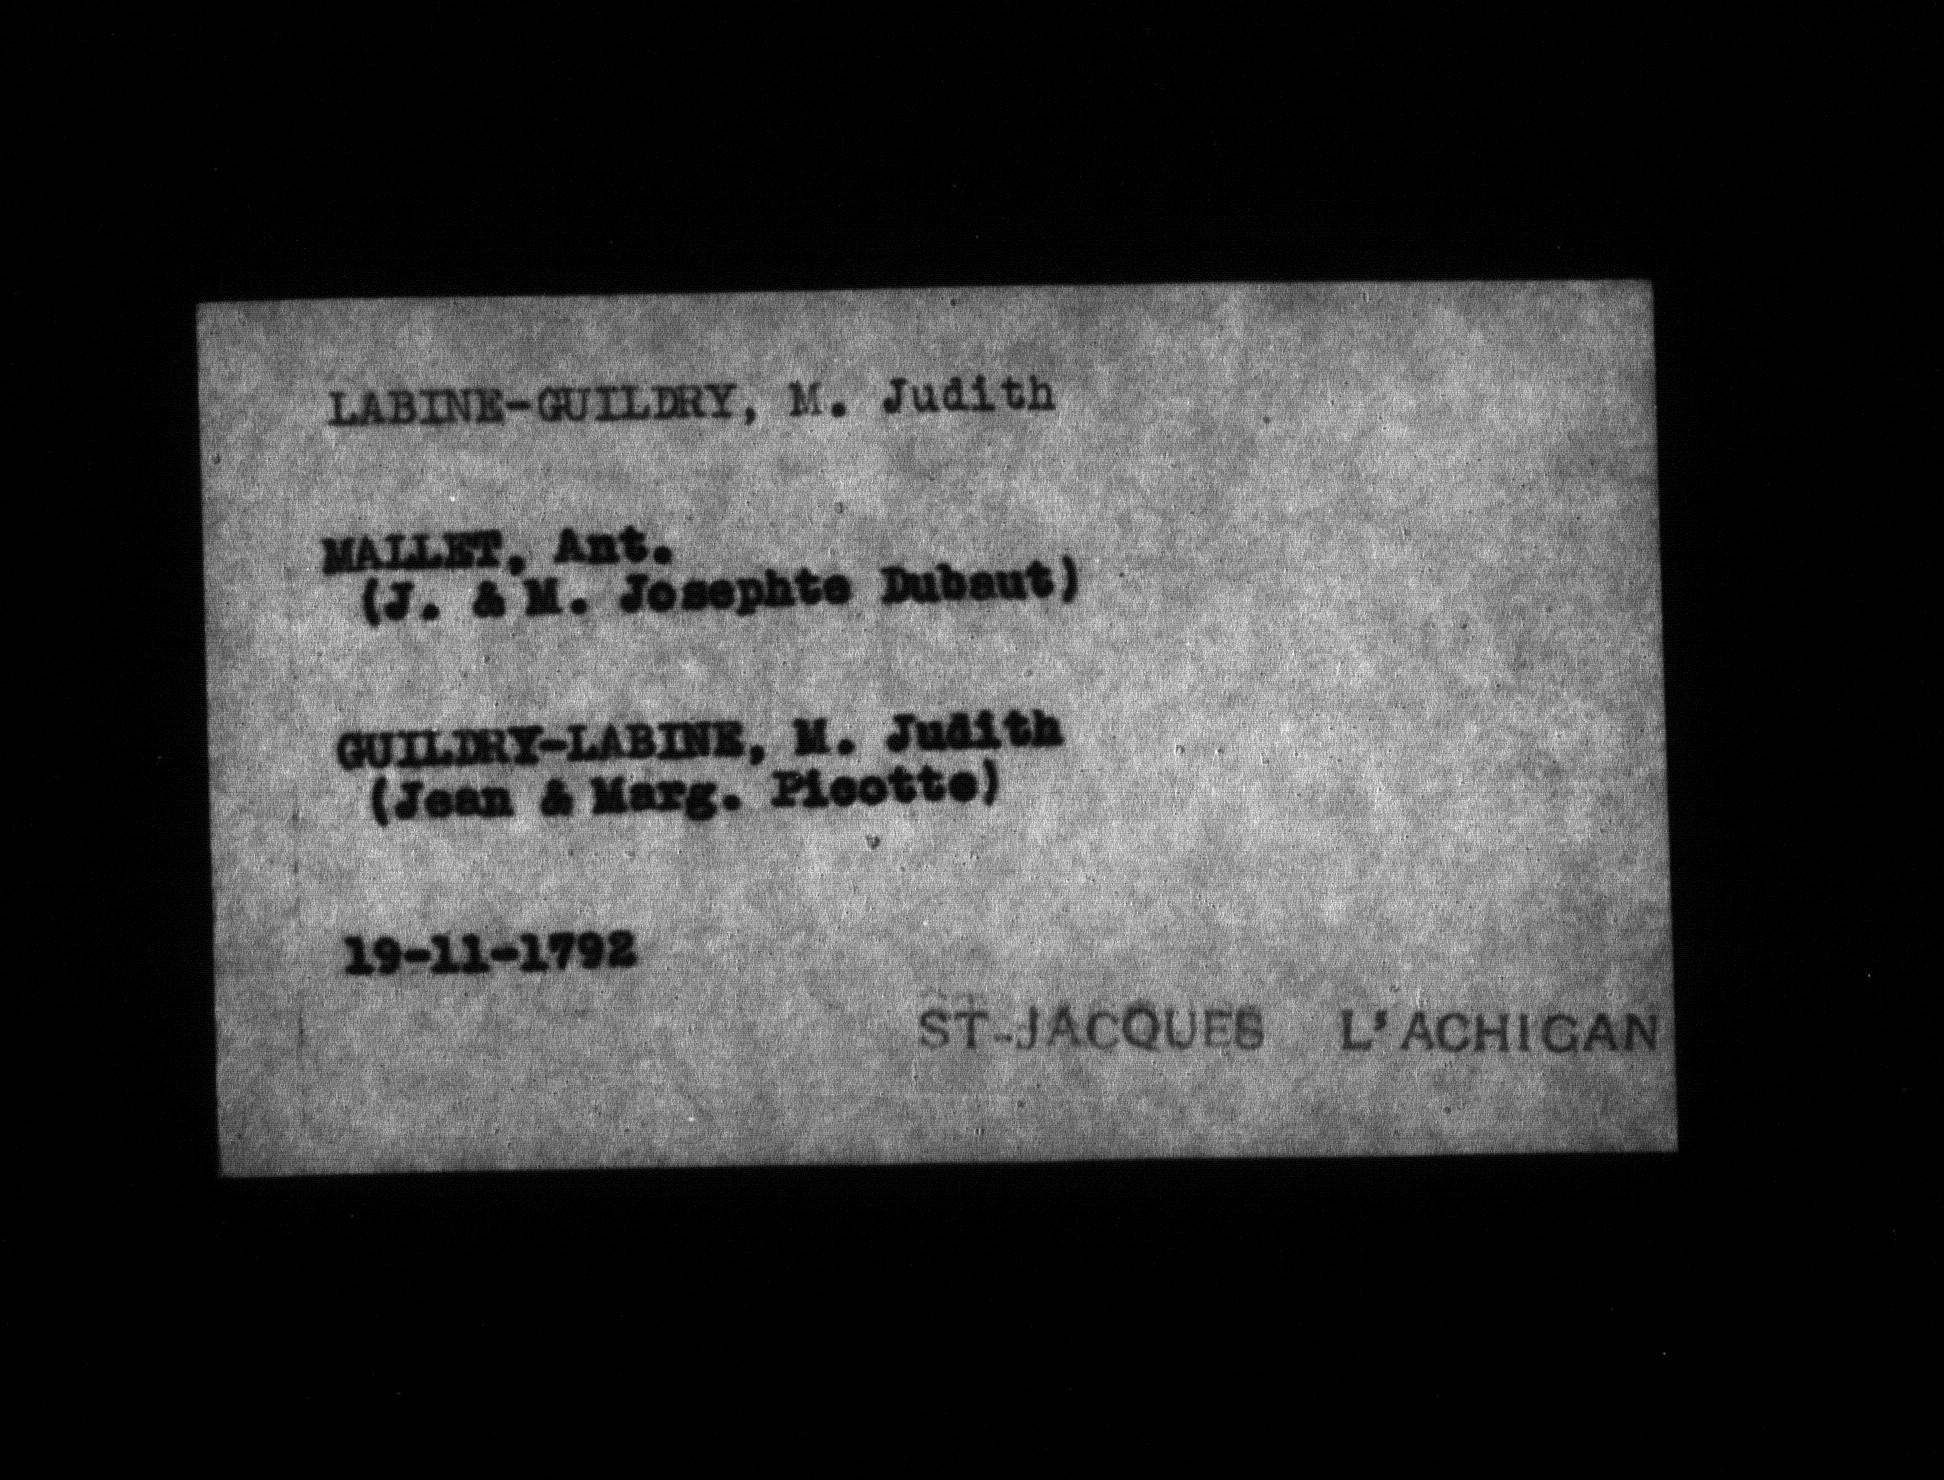 LABINE-GUILDRY, M. Judith
MALLET, Ant.
(J. & M. Josephte Dubaut)
GUILDRY-LABINE, M. Judith
(Jean & Marg. Picotte)
19-11-1792
ST-JACQUES L'ACHIGAN